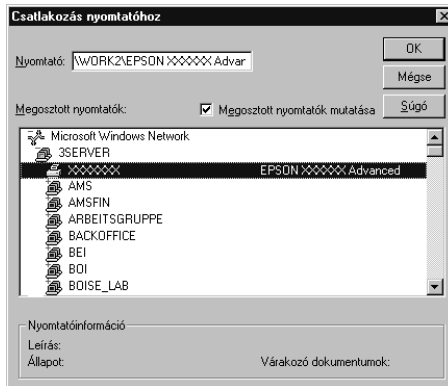 Csatlakozás nyomtatóhoz
Nyomtató: \WORK2\EPSON XXXXXX Advar
OK
Mégse
Súgó
Megosztott nyomtatók: Megosztott nyomtatók mutatása
Microsoft Windows Network
3SERVER
XXXXXXX EPSON XXXXXX Advanced
AMS
AMSFIN
ARBEITSGRUPPE
BACKOFFICE
BEI
BOI
BOISE_LAB
Nyomtatóinformáció
Leírás:
Állapot: Várakozó dokumentumok: